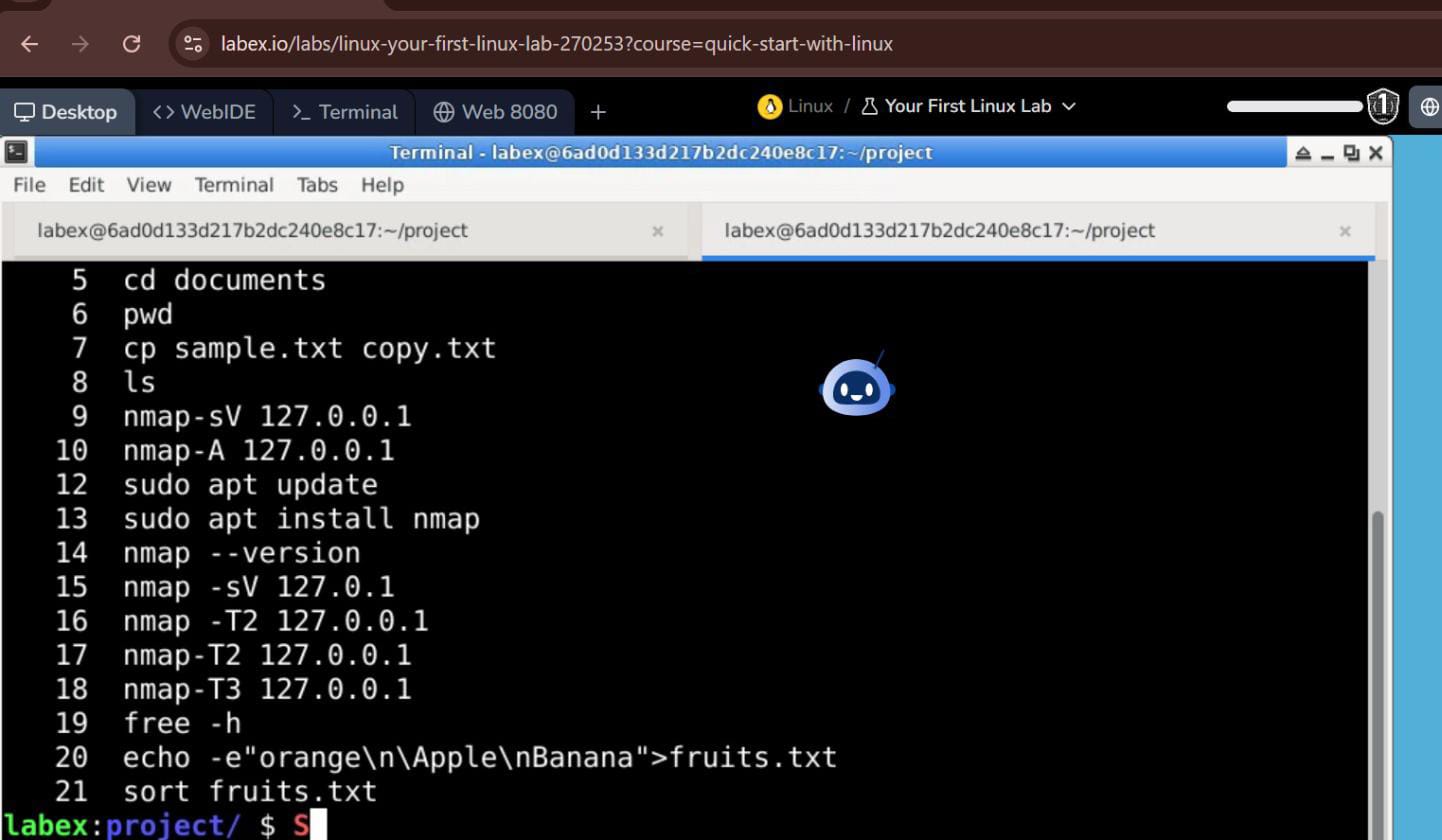 labex.io/labs/linux-your-first-linux-lab-270253?course=quick-start-with-linux
Desktop <> WebIDE >_ Terminal Web 8080 + Linux / Your First Linux Lab 1
Terminal - labex@6ad0d133d217b2dc240e8c17:~/project
File Edit View Terminal Tabs Help
labex@6ad0d133d217b2dc240e8c17:~/project × labex@6ad0d133d217b2dc240e8c17:~/project ×
5 cd documents
6 pwd
7 cp sample.txt copy.txt
8 ls
9 nmap-sV 127.0.0.1
10 nmap-A 127.0.0.1
12 sudo apt update
13 sudo apt install nmap
14 nmap --version
15 nmap -sV 127.0.1
16 nmap -T2 127.0.0.1
17 nmap-T2 127.0.0.1
18 nmap-T3 127.0.0.1
19 free -h
20 echo -e"orange\n\Apple\nBanana">fruits.txt
21 sort fruits.txt
labex:project/ $ S